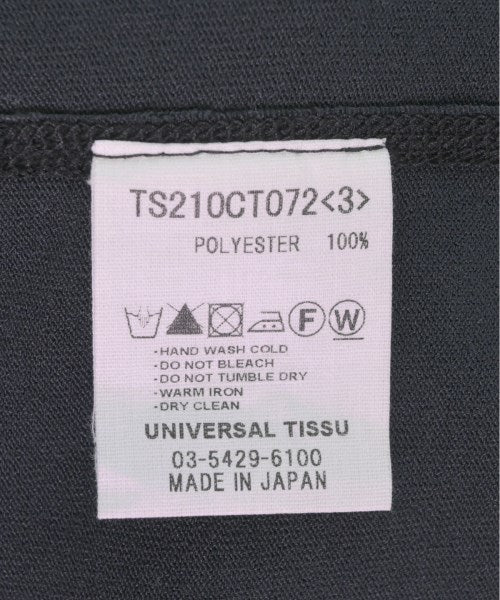 TS210CT072<3>
POLYESTER 100%
F W
·HAND WASH COLD
·DO NOT BLEACH
·DO NOT TUMBLE DRY
·WARM IRON
·DRY CLEAN
UNIVERSAL TISSU
03-5429-6100
MADE IN JAPAN